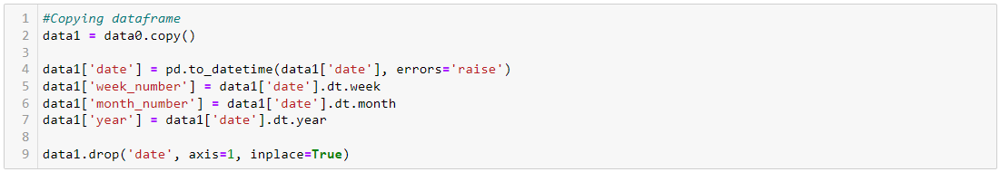 1 #Copying dataframe
2 data1 = data0.copy()
3
4 data1['date'] = pd.to_datetime(data1['date'], errors='raise')
5 data1['week_number'] = data1['date'].dt.week
6 data1['month_number'] = data1['date'].dt.month
7 data1['year'] = data1['date'].dt.year
8
9 data1.drop('date', axis=1, inplace=True)